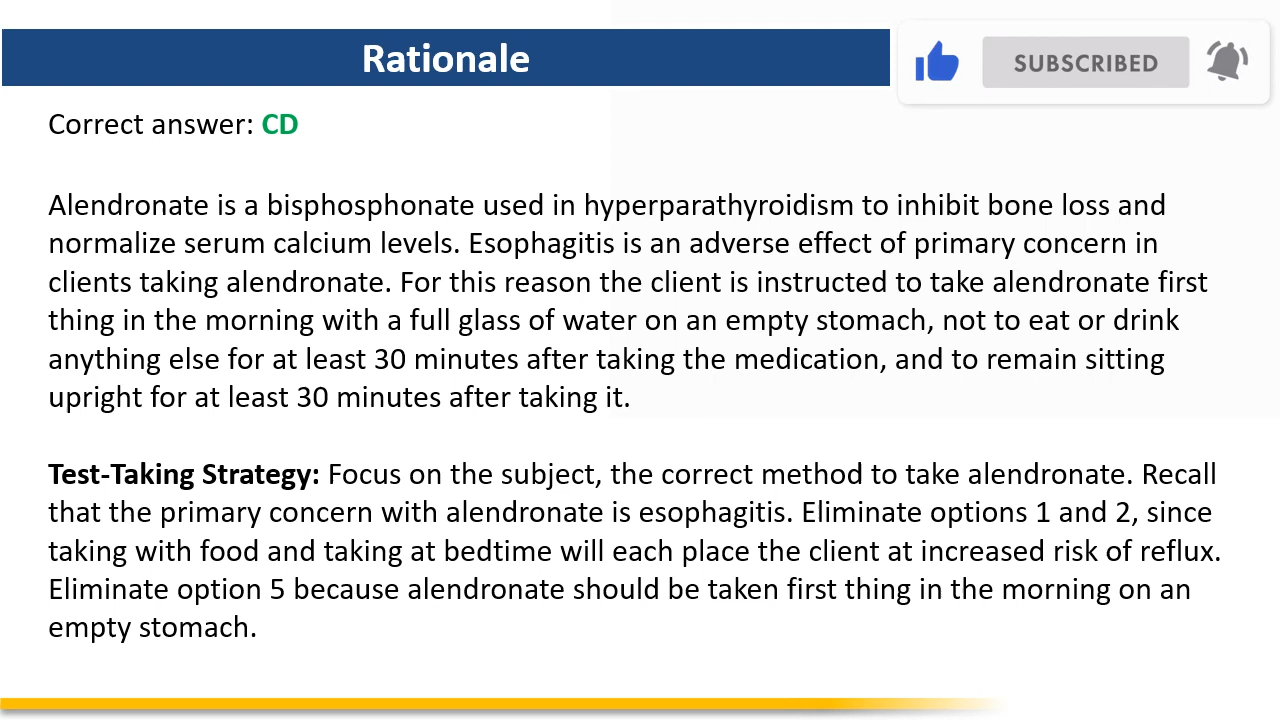 Rationale
SUBSCRIBED
Correct answer: CD
Alendronate is a bisphosphonate used in hyperparathyroidism to inhibit bone loss and
normalize serum calcium levels. Esophagitis is an adverse effect of primary concern in
clients taking alendronate. For this reason the client is instructed to take alendronate first
thing in the morning with a full glass of water on an empty stomach, not to eat or drink
anything else for at least 30 minutes after taking the medication, and to remain sitting
upright for at least 30 minutes after taking it.
Test-Taking Strategy: Focus on the subject, the correct method to take alendronate. Recall
that the primary concern with alendronate is esophagitis. Eliminate options 1 and 2, since
taking with food and taking at bedtime will each place the client at increased risk of reflux.
Eliminate option 5 because alendronate should be taken first thing in the morning on an
empty stomach.